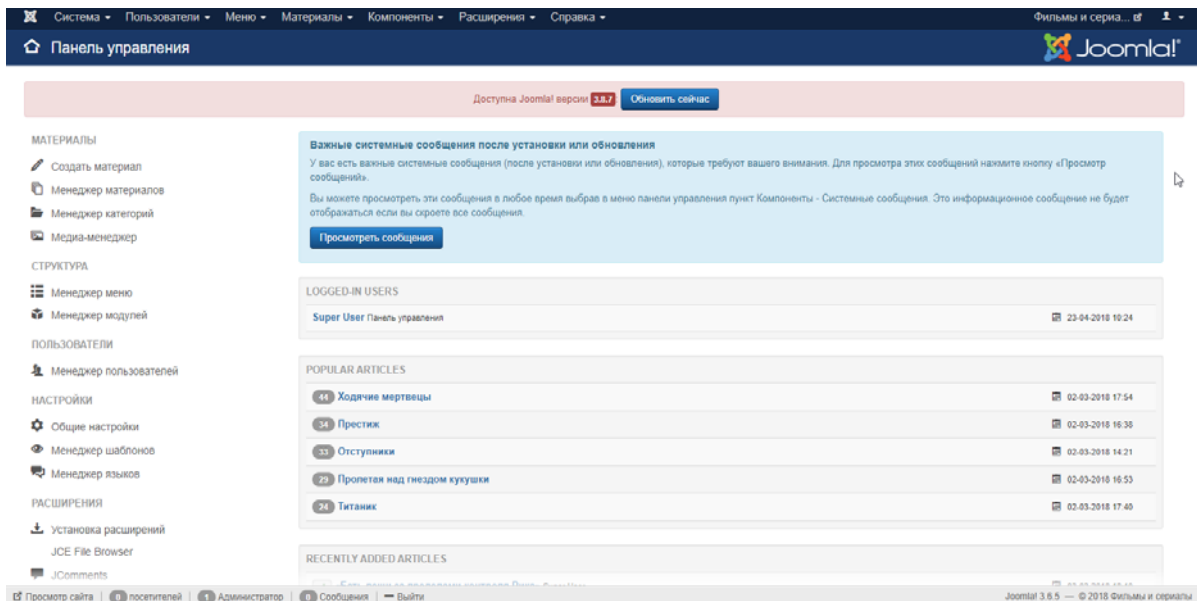 Система Пользователи Меню Материалы Компоненты Расширения Справка Фильмы и сериа...
Панель управления Joomla!
Доступна Joomla! версии 3.8.7 Обновить сейчас
МАТЕРИАЛЫ
Создать материал
Менеджер материалов
Менеджер категорий
Медиа-менеджер
СТРУКТУРА
Менеджер меню
Менеджер модулей
ПОЛЬЗОВАТЕЛИ
Менеджер пользователей
НАСТРОЙКИ
Общие настройки
Менеджер шаблонов
Менеджер языков
РАСШИРЕНИЯ
Установка расширений
JCE File Browser
JComments
Важные системные сообщения после установки или обновления
У вас есть важные системные сообщения (после установки или обновления), которые требуют вашего внимания. Для просмотра этих сообщений нажмите кнопку «Просмотр
сообщений».
Вы можете просмотреть эти сообщения в любое время выбрав в меню панели управления пункт Компоненты - Системные сообщения. Это информационное сообщение не будет
отображаться если вы скроете все сообщения.
Просмотреть сообщения
LOGGED-IN USERS
Super User Панель управления 23-04-2018 10:24
POPULAR ARTICLES
44 Ходячие мертвецы 02-03-2018 17:54
34 Престиж 02-03-2018 16:38
33 Отступники 02-03-2018 14:21
29 Пролетая над гнездом кукушки 02-03-2018 16:53
24 Титаник 02-03-2018 17:40
RECENTLY ADDED ARTICLES
Просмотр сайта 0 посетителей 1 Администратор 0 Сообщения Выйти Joomla! 3.6.5 — © 2018 Фильмы и сериалы